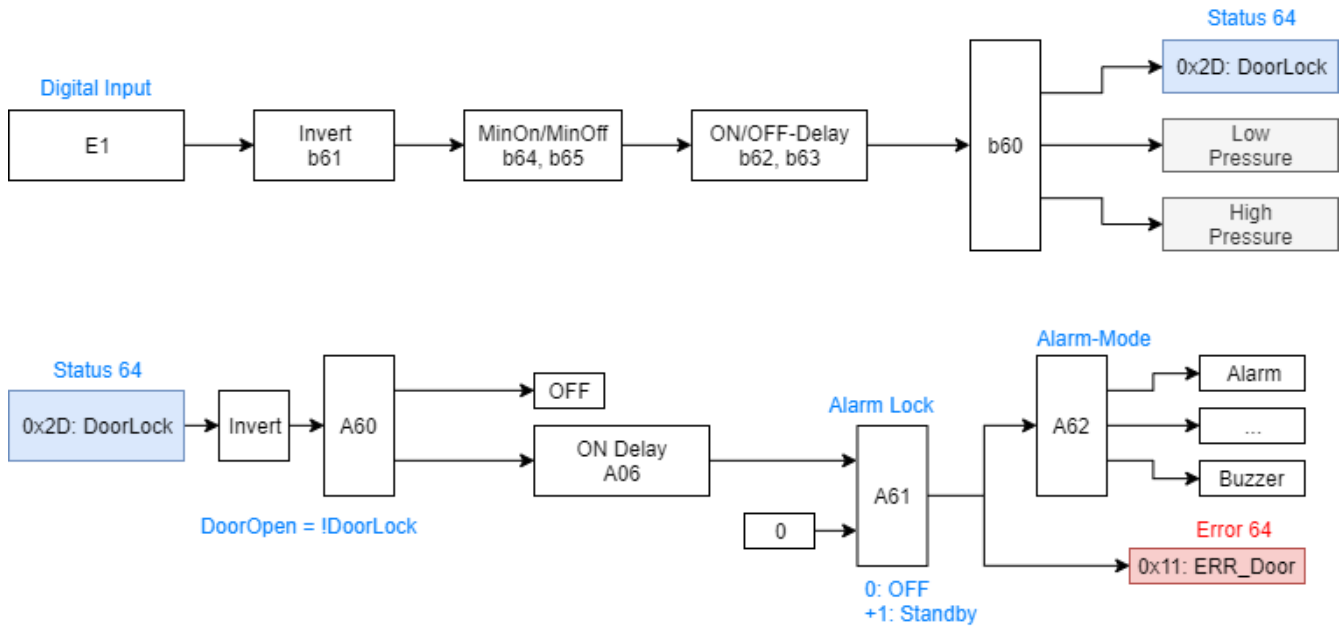 Status 64
0x2D: DoorLock
Digital Input
E1
Invert
b61
MinOn/MinOff
b64, b65
ON/OFF-Delay
b62, b63
b60
Low
Pressure
High
Pressure
Status 64
0x2D: DoorLock
Invert
A60
DoorOpen = !DoorLock
OFF
ON Delay
A06
0
Alarm Lock
A61
0: OFF
+1: Standby
Alarm-Mode
A62
Alarm
...
Buzzer
Error 64
0x11: ERR_Door